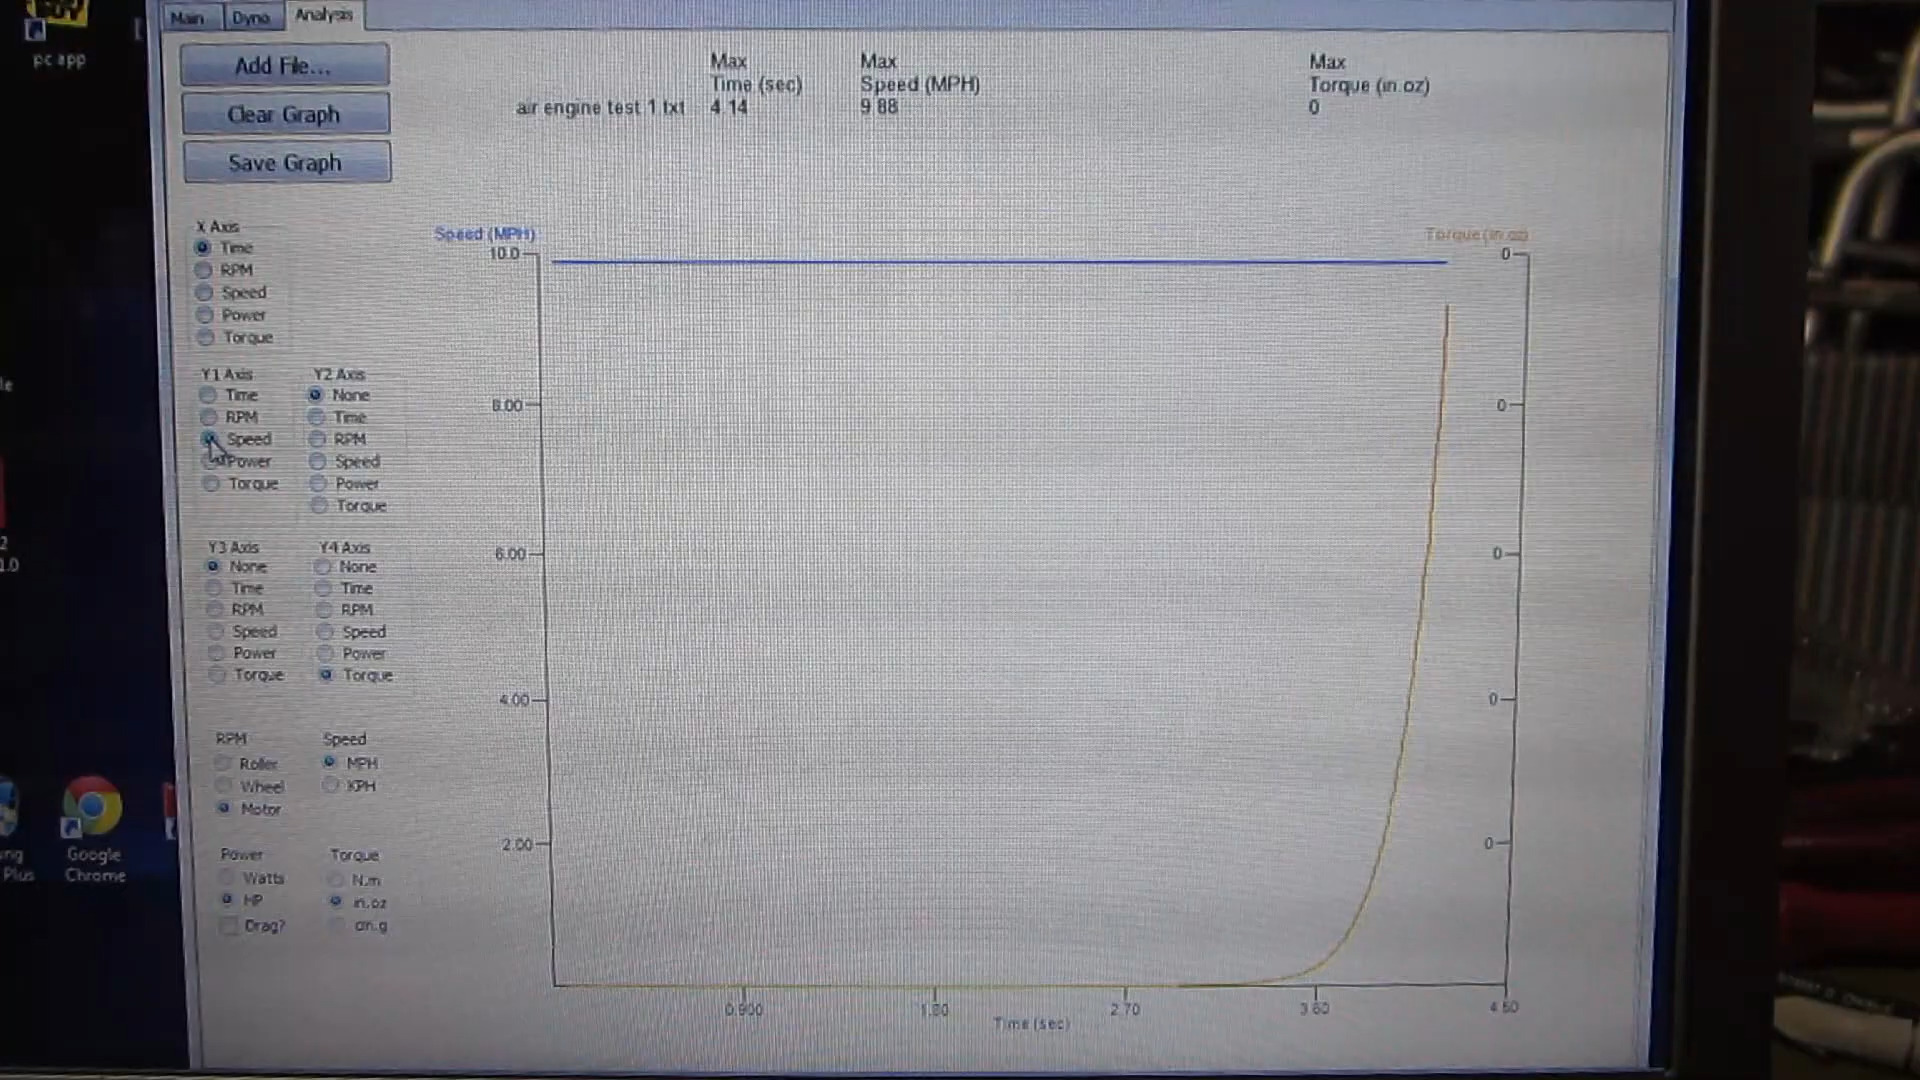 Main Dyno Analysis
pc app
Add File...
Clear Graph
Save Graph
Max Max Max
Time (sec) Speed (MPH) Torque (in.oz)
air engine test 1.txt 4.14 9.88 0
X Axis
Time
RPM
Speed
Power
Torque
Y1 Axis Y2 Axis
Time None
RPM Time
Speed RPM
Power Speed
Torque Power
Torque
Y3 Axis Y4 Axis
None None
Time Time
RPM RPM
Speed Speed
Power Power
Torque Torque
RPM Speed
Roller MPH
Wheel KPH
Motor
Power Torque
Watts N.m
HP in.oz
Drag? cm.g
Speed (MPH) Torque (in.oz)
10.0 0
8.00 0
6.00 0
4.00 0
2.00 0
0.900 1.80 2.70 3.60 4.50
Time (sec)
Google
Chrome
Plus